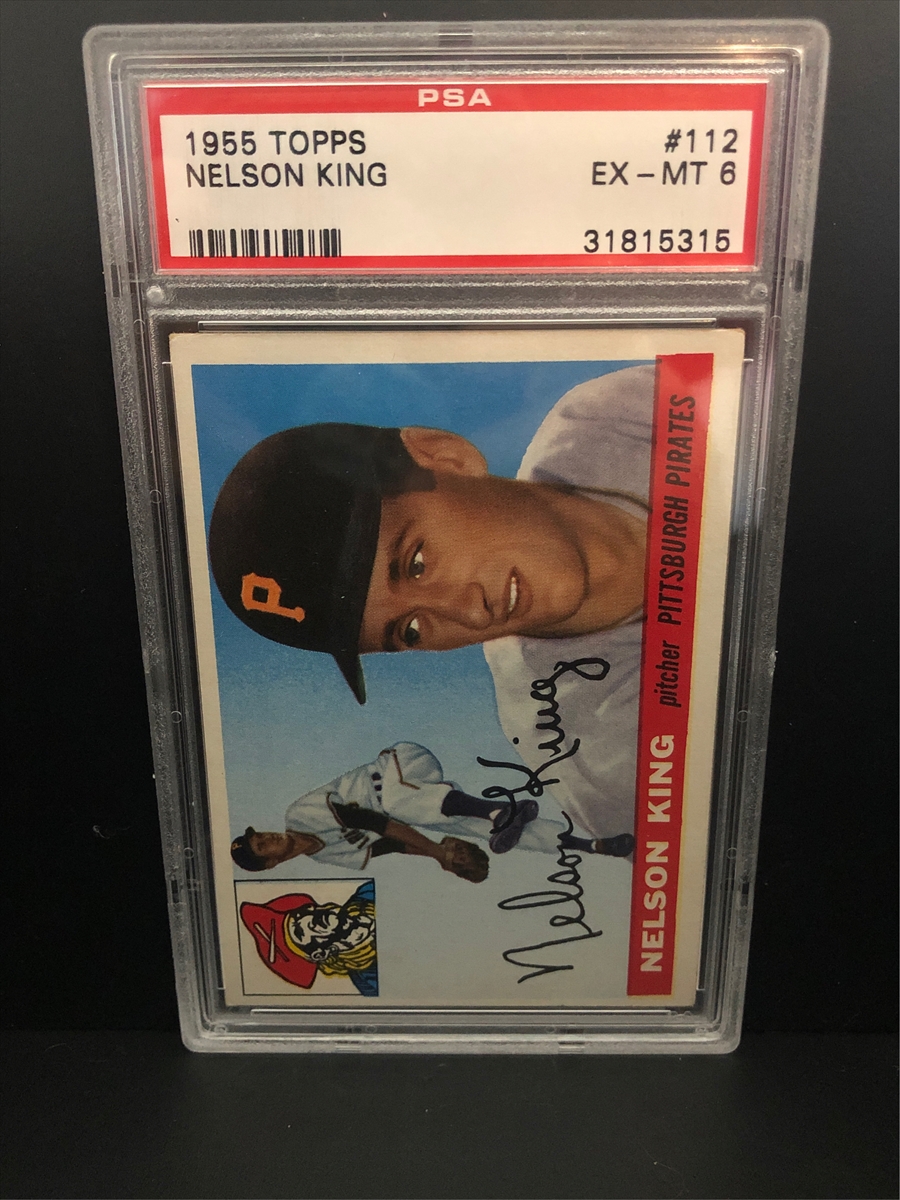 PSA
1955 TOPPS #112
NELSON KING EX-MT 6
31815315
P
Nelson King
NELSON KING pitcher PITTSBURGH PIRATES